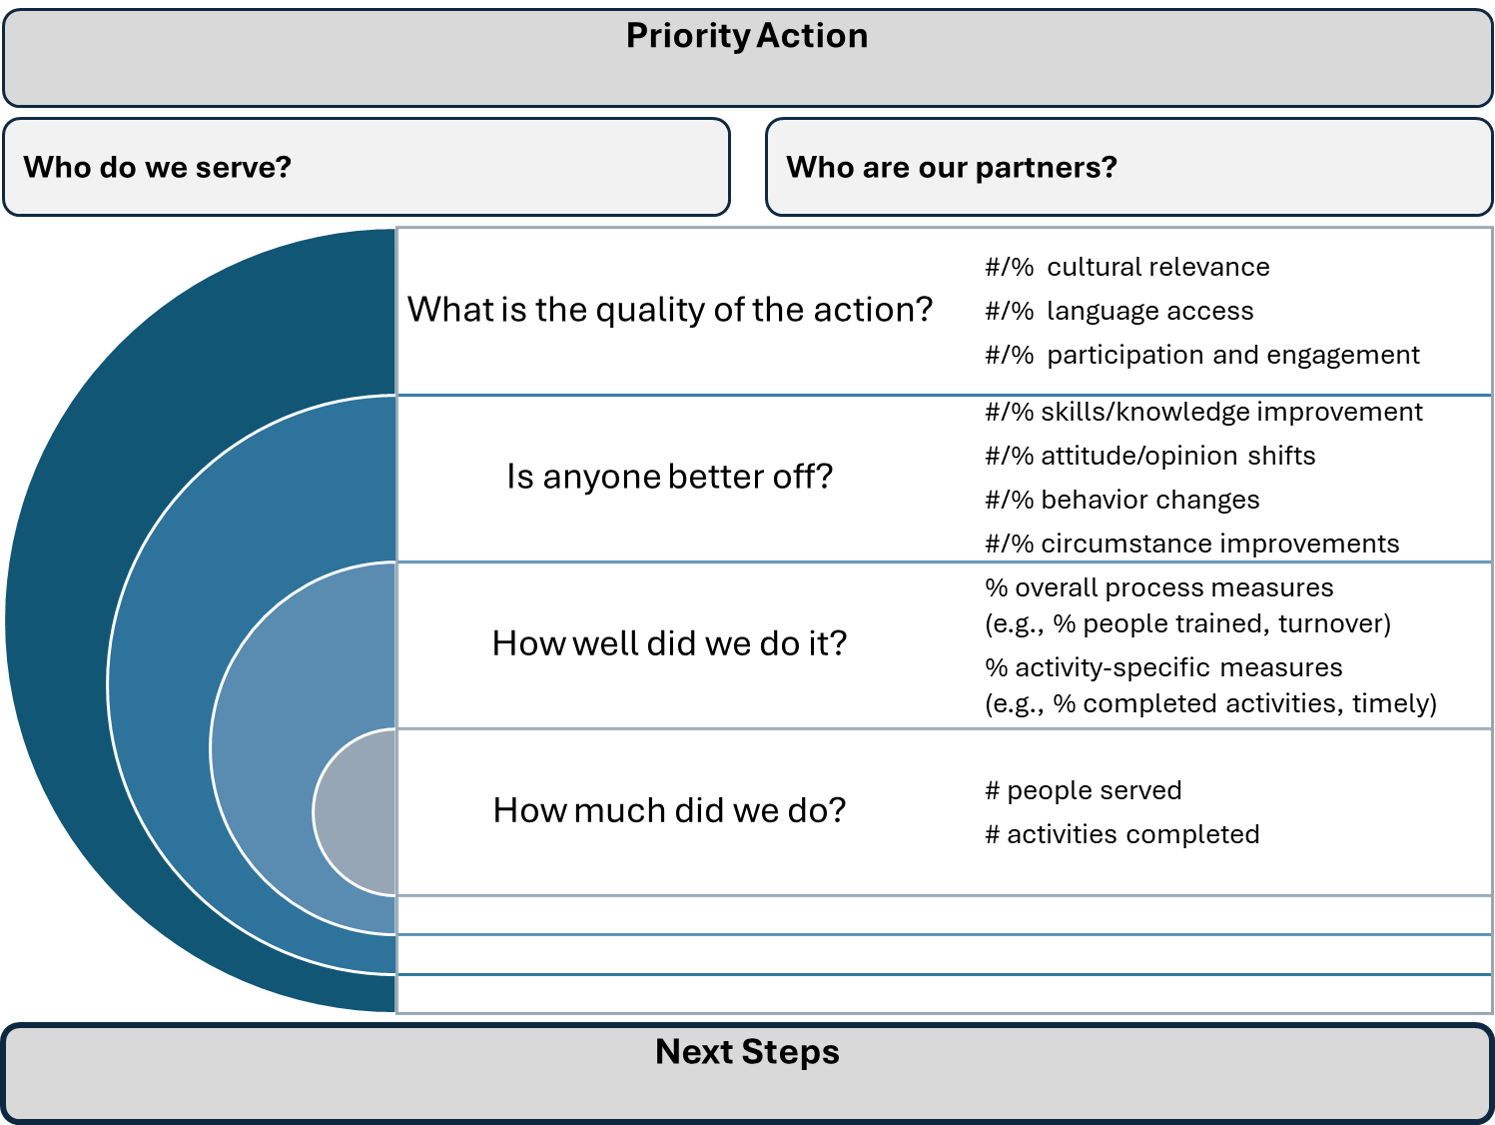 Priority Action
Who do we serve?
Who are our partners?
What is the quality of the action?
#/% cultural relevance
#/% language access
#/% participation and engagement
Is anyone better off?
#/% skills/knowledge improvement
#/% attitude/opinion shifts
#/% behavior changes
#/% circumstance improvements
How well did we do it?
% overall process measures
(e.g., % people trained, turnover)
% activity-specific measures
(e.g., % completed activities, timely)
How much did we do?
# people served
# activities completed
Next Steps